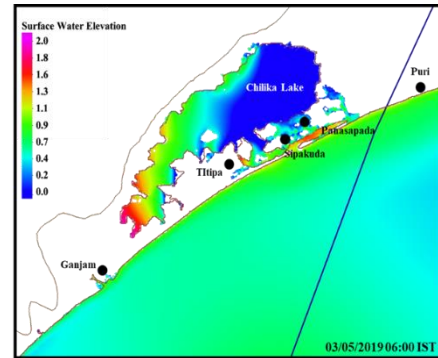 Surface Water Elevation
2.0
1.8
1.6
1.3
1.1
0.9
0.7
0.4
0.2
0.0
Puri
Chilika Lake
Panasapada
Sipakuda
TItipa
Ganjam
03/05/2019 06:00 IST